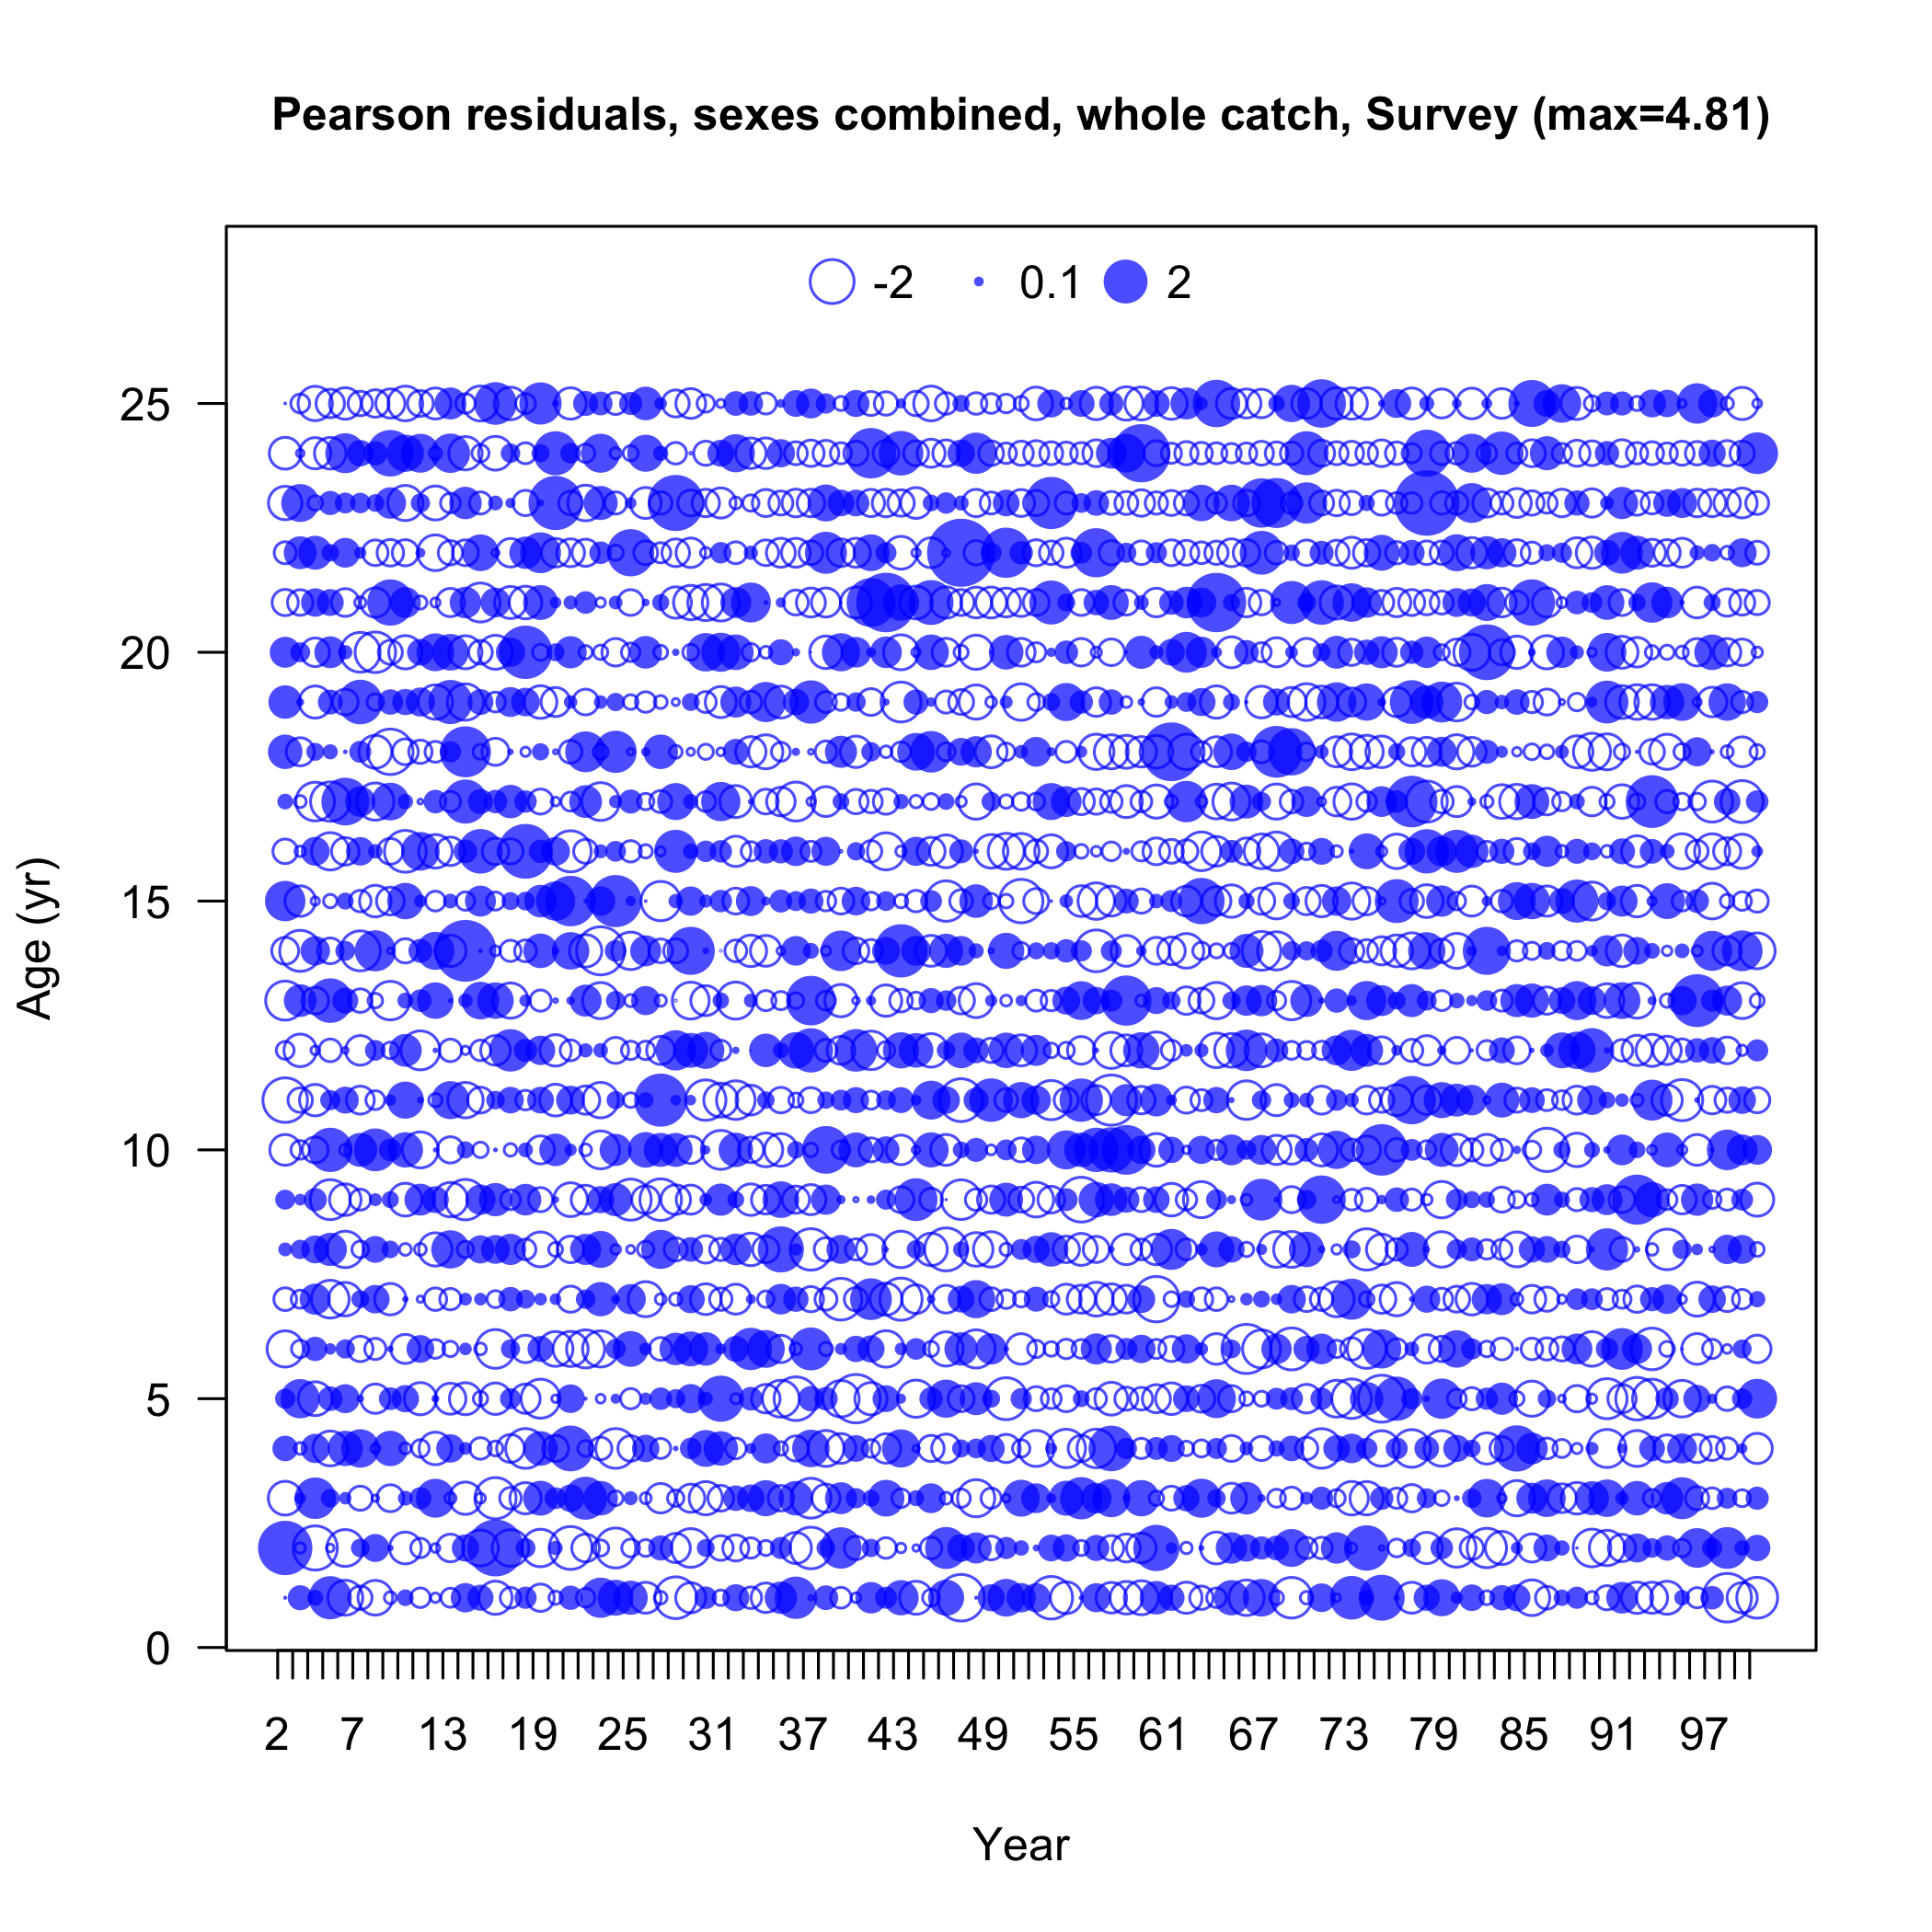 Pearson residuals, sexes combined, whole catch, Survey (max=4.81)
-2 0.1 2
25
20
15
10
5
0
Age (yr)
2 7 13 19 25 31 37 43 49 55 61 67 73 79 85 91 97
Year